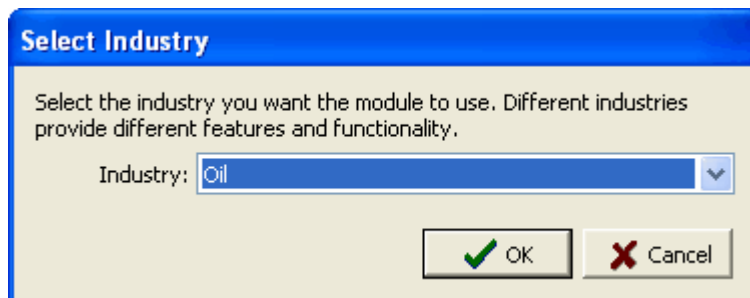 Select Industry
Select the industry you want the module to use. Different industries
provide different features and functionality.
Industry: Oil
OK Cancel